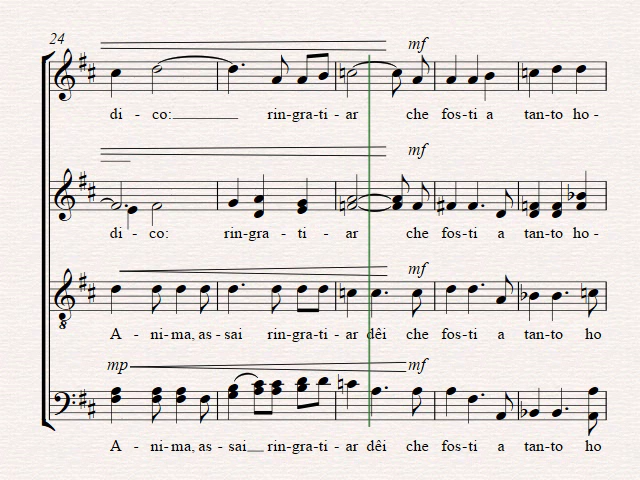 24
mf
di - co: ring-gra-ti - ar che fos-ti a tan-to ho -
mf
di - co: rin-gra - ti - ar che fos-ti a tan-to ho -
mf
8
A - ni-ma, as - sai rin-gra-ti - ar dêi che fos-ti a tan-to ho
mp mf
A - ni-ma, as - sai rin-gra-ti - ar dêi che fos-ti a tan-to ho